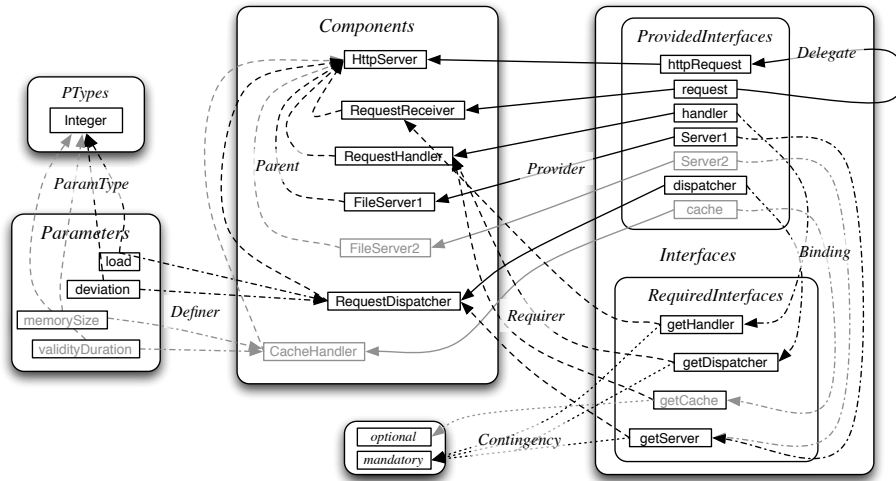 Components
ProvidedInterfaces
HttpServer
httpRequest
Delegate
PTypes
request
Integer
RequestReceiver
handler
Server1
RequestHandler
Parent
Provider
Server2
ParamType
dispatcher
FileServer1
cache
Parameters
FileServer2
Interfaces
Binding
load
deviation
RequestDispatcher
RequiredInterfaces
Definer
Requirer
memorySize
getHandler
validityDuration
CacheHandler
getDispatcher
getCache
optional
Contingency
getServer
mandatory